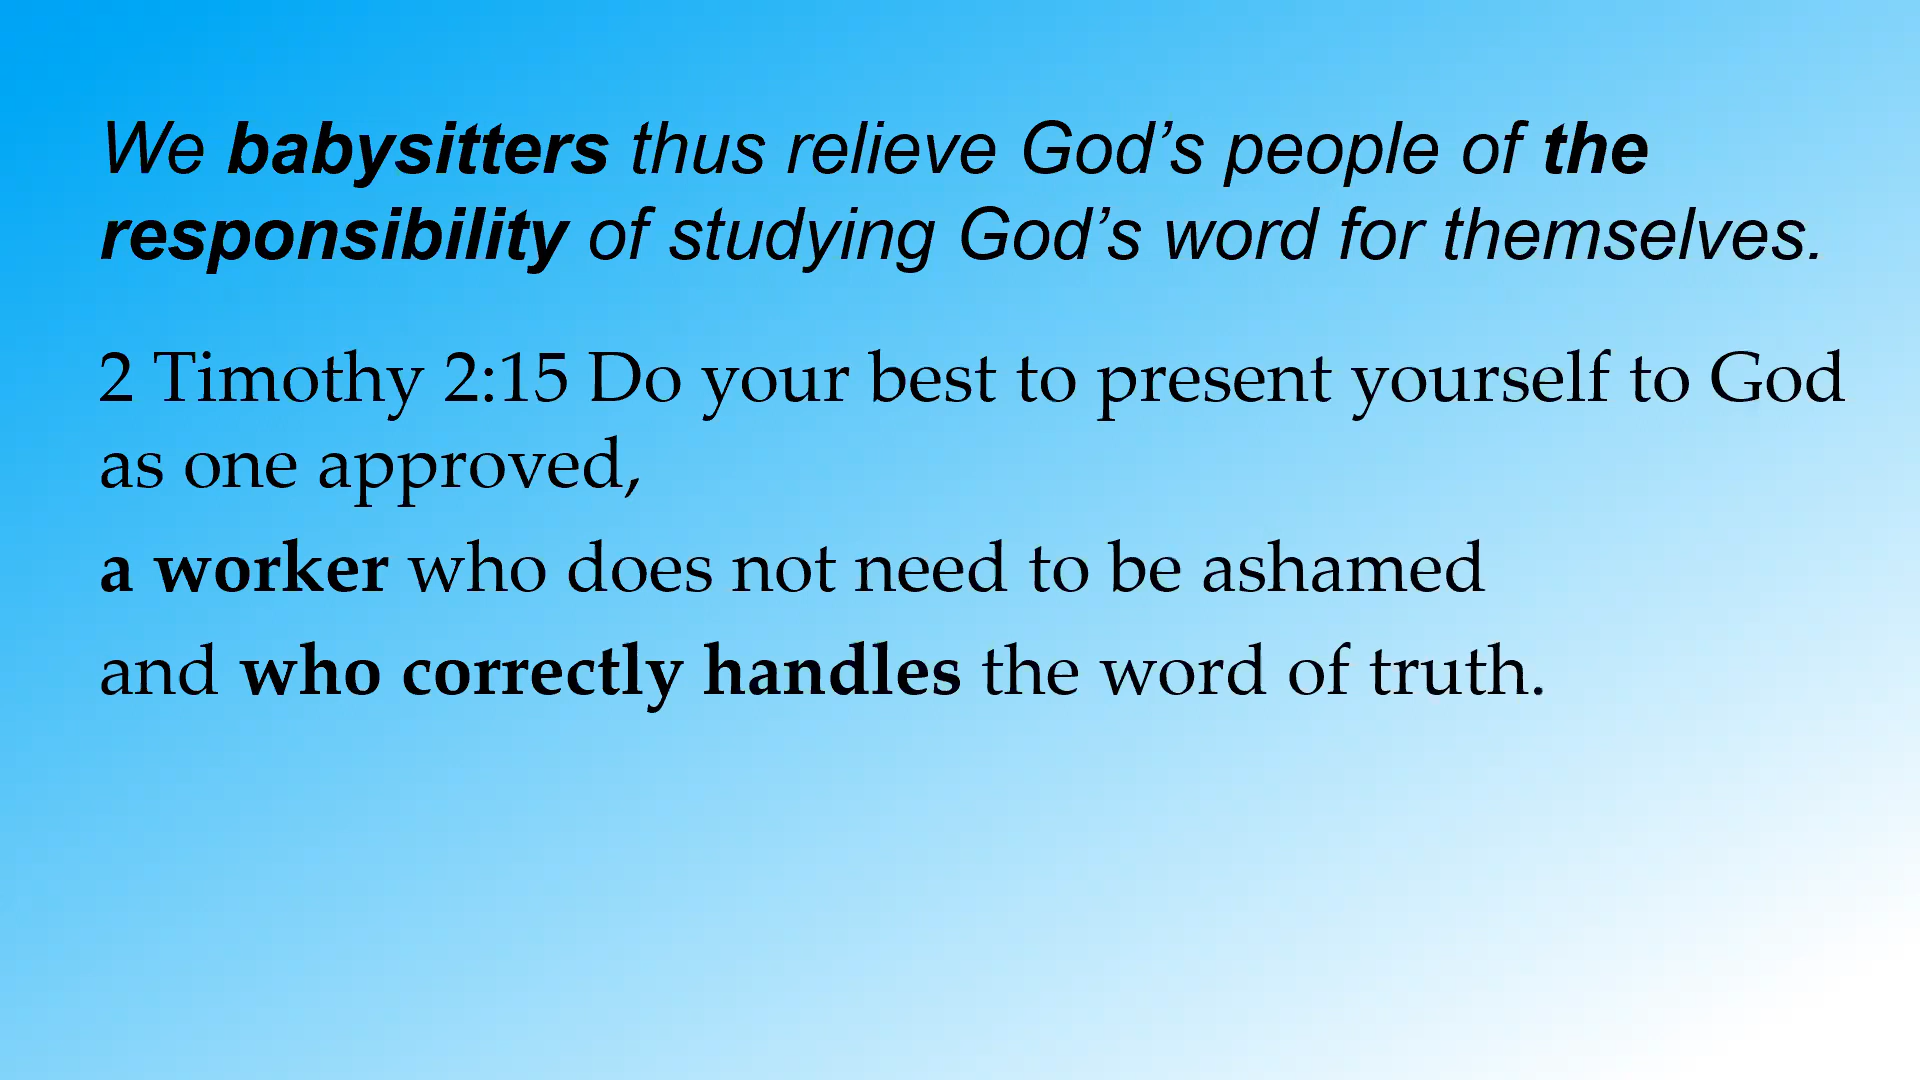 We babysitters thus relieve God’s people of the
responsibility of studying God’s word for themselves.
2 Timothy 2:15 Do your best to present yourself to God
as one approved,
a worker who does not need to be ashamed
and who correctly handles the word of truth.